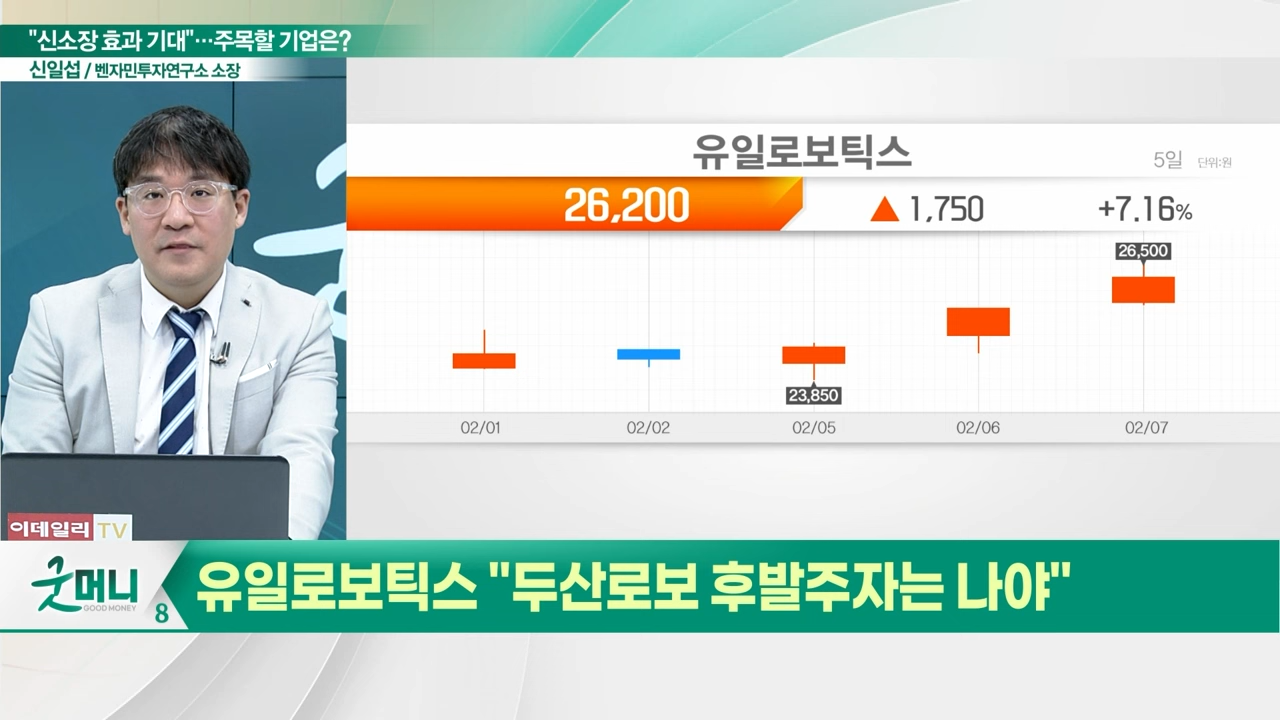 "신소장 효과 기대"…주목할 기업은?
신일섭 / 벤자민투자연구소 소장
유일로보틱스
5일 단위:원
26,200 ▲ 1,750 +7.16%
26,500
23,850
02/01 02/02 02/05 02/06 02/07
이데일리 TV
굿머니
GOOD MONEY
8
유일로보틱스 "두산로보 후발주자는 나야"